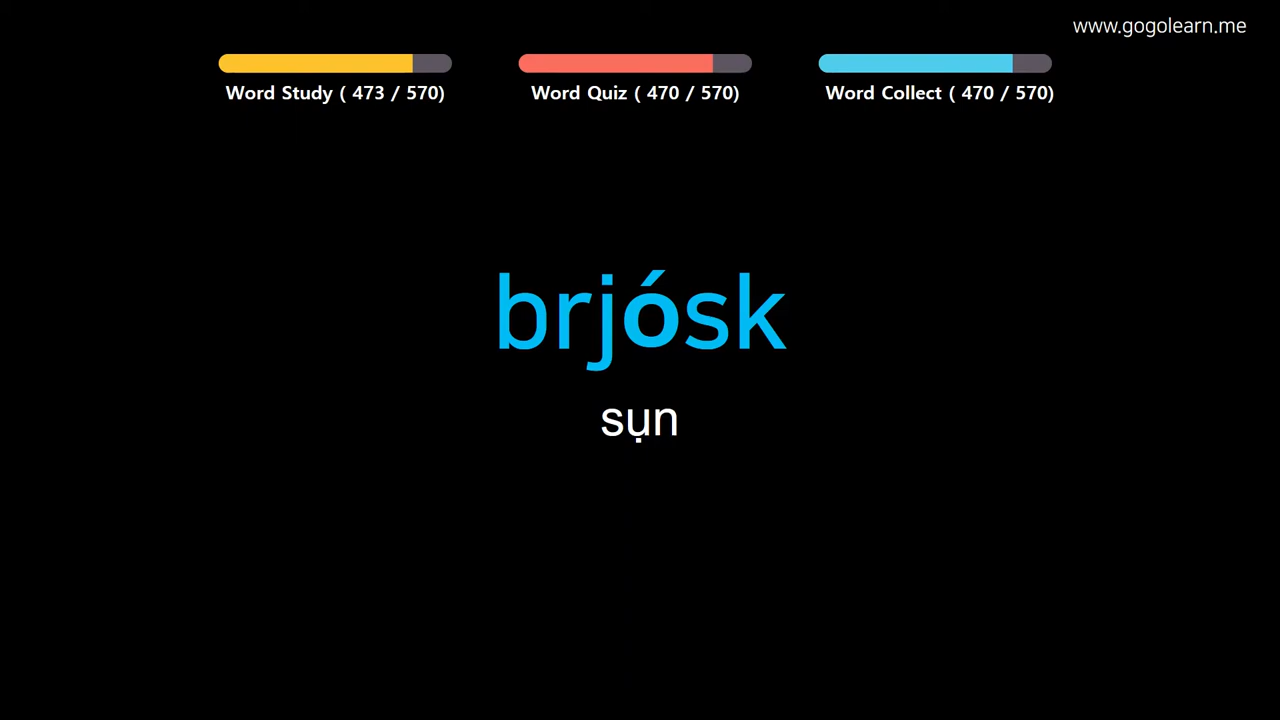 www.gogolearn.me
Word Study ( 473 / 570)
Word Quiz ( 470 / 570)
Word Collect ( 470 / 570)
brjósk
sụn